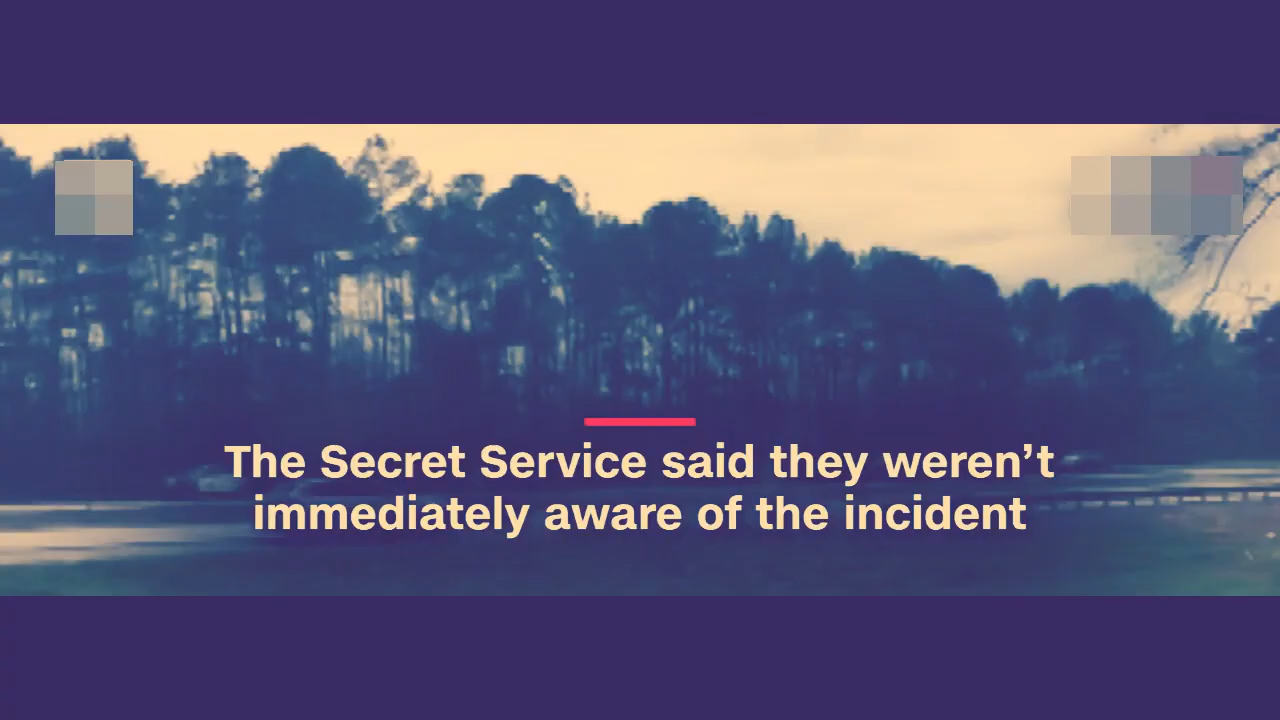 The Secret Service said they weren’t
immediately aware of the incident